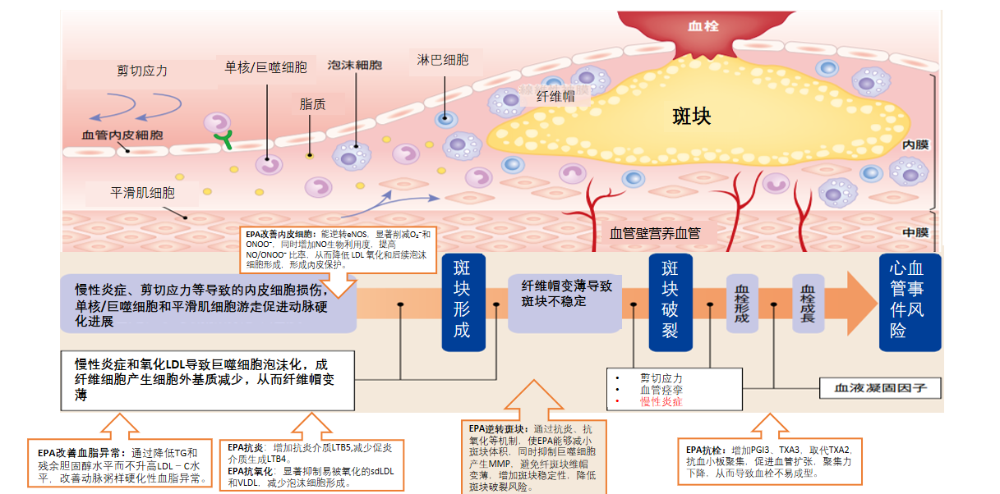 血栓
剪切应力
单核/巨噬细胞
泡沫細胞
淋巴细胞
脂质
纤维帽
斑块
血管内皮細胞
内膜
平滑肌细胞
血管壁营养血管
中膜
EPA改善内皮细胞：能逆转eNOS，显著削减O₂⁻和
ONOO⁻，同时增加NO生物利用度，提高
NO/ONOO⁻ 比率，从而降低 LDL 氧化和后续泡沫
细胞形成，形成内皮保护。
慢性炎症、剪切应力等导致的内皮细胞损伤，
单核/巨噬细胞和平滑肌细胞游走促进动脉硬
化进展
斑块形成
纤维帽变薄导致
斑块不稳定
斑块破裂
血栓形成
血栓成長
心血
管事
件风
险
慢性炎症和氧化LDL导致巨噬细胞泡沫化，成
纤维细胞产生细胞外基质减少，从而纤维帽变
薄
• 剪切应力
• 血管痉挛
• 慢性炎症
血液凝固因子
EPA改善血脂异常：通过降低TG和
残余胆固醇水平而不升高LDL－C水
平，改善动脉粥样硬化性血脂异常。
EPA抗炎：增加抗炎介质LTB5,减少促炎
介质生成LTB4。
EPA抗氧化：显著抑制易被氧化的sdLDL
和VLDL，减少泡沫细胞形成。
EPA逆转斑块：通过抗炎、抗
氧化等机制，使EPA能够减小
斑块体积，同时抑制巨噬细胞
产生MMP，避免纤斑块维帽
变薄，增加斑块稳定性，降低
斑块破裂风险。
EPA抗栓：增加PGI3、TXA3，取代TXA2，
抗血小板聚集，促进血管扩张，聚集力
下降，从而导致血栓不易成型。